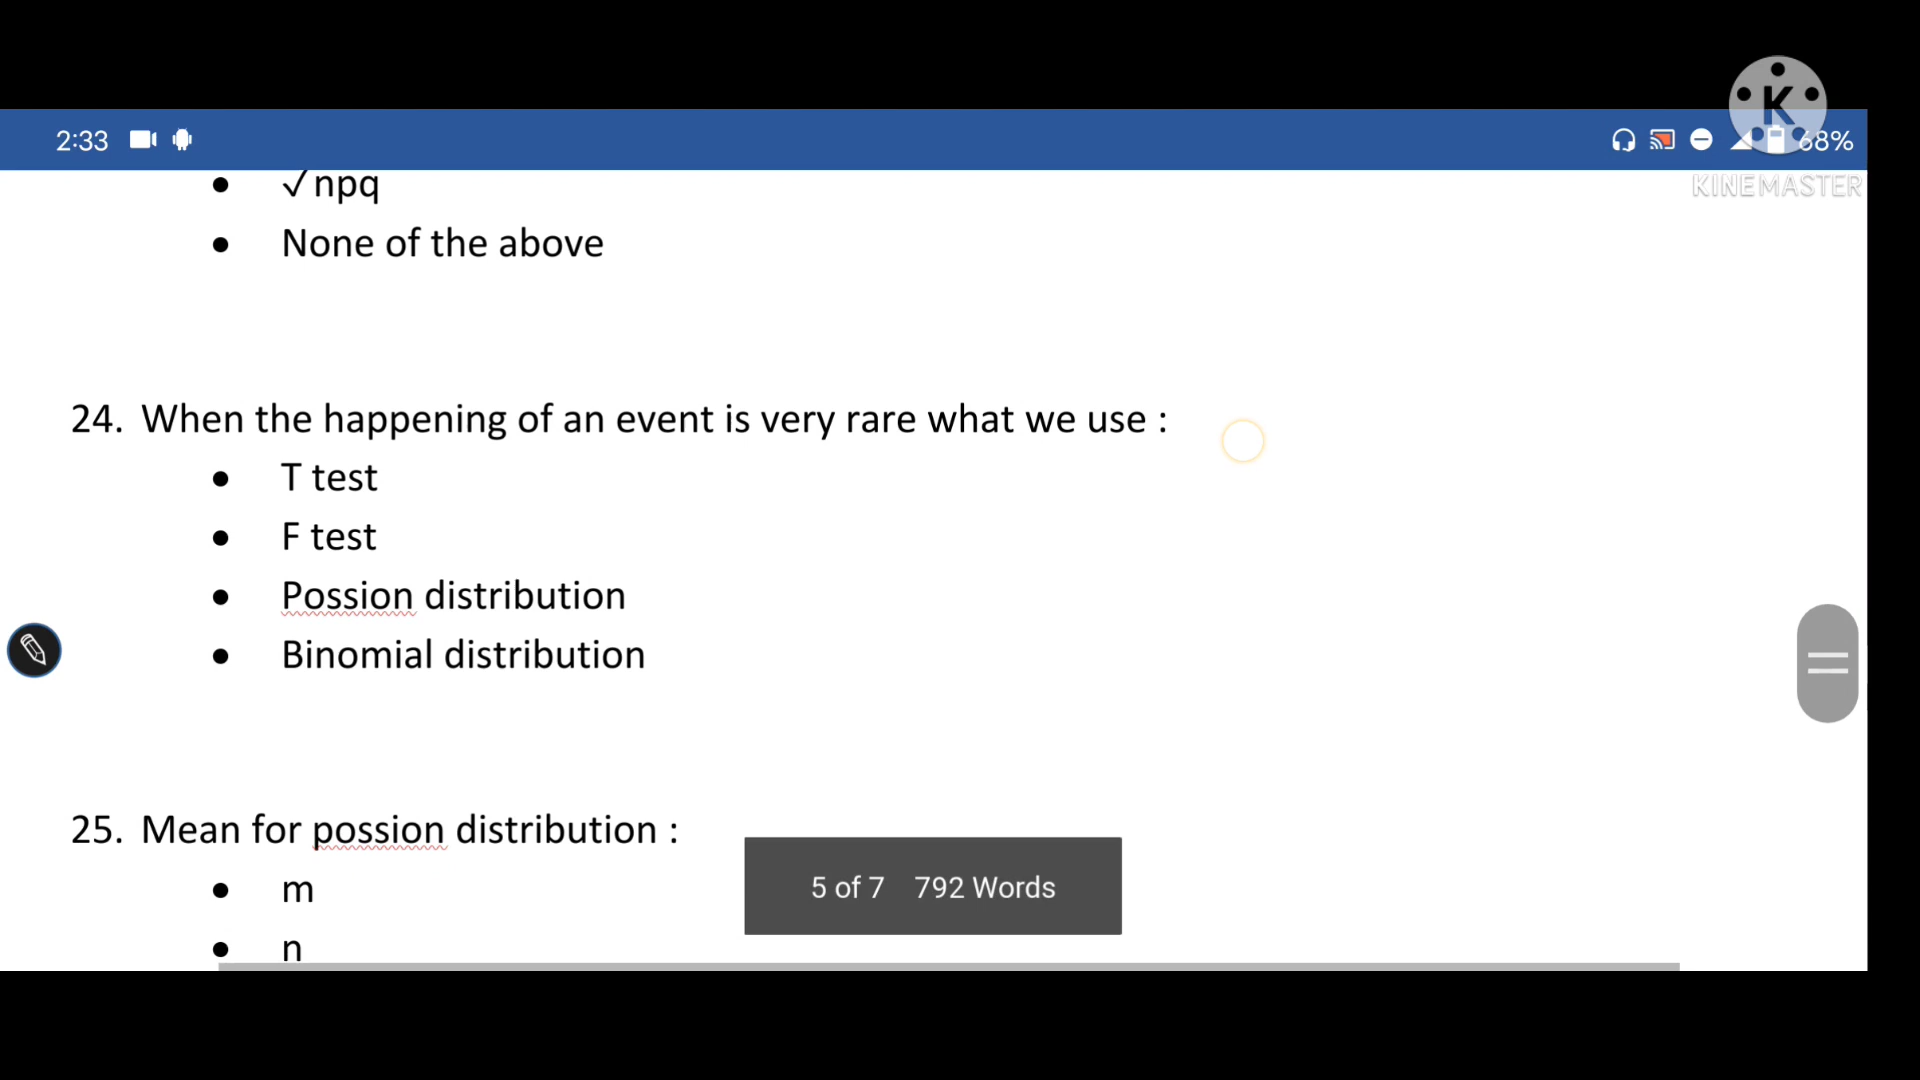 2:33
68%
K
KINEMASTER
• √npq
• None of the above
24. When the happening of an event is very rare what we use :
• T test
• F test
• Possion distribution
• Binomial distribution
25. Mean for possion distribution :
• m
• n
5 of 7 792 Words